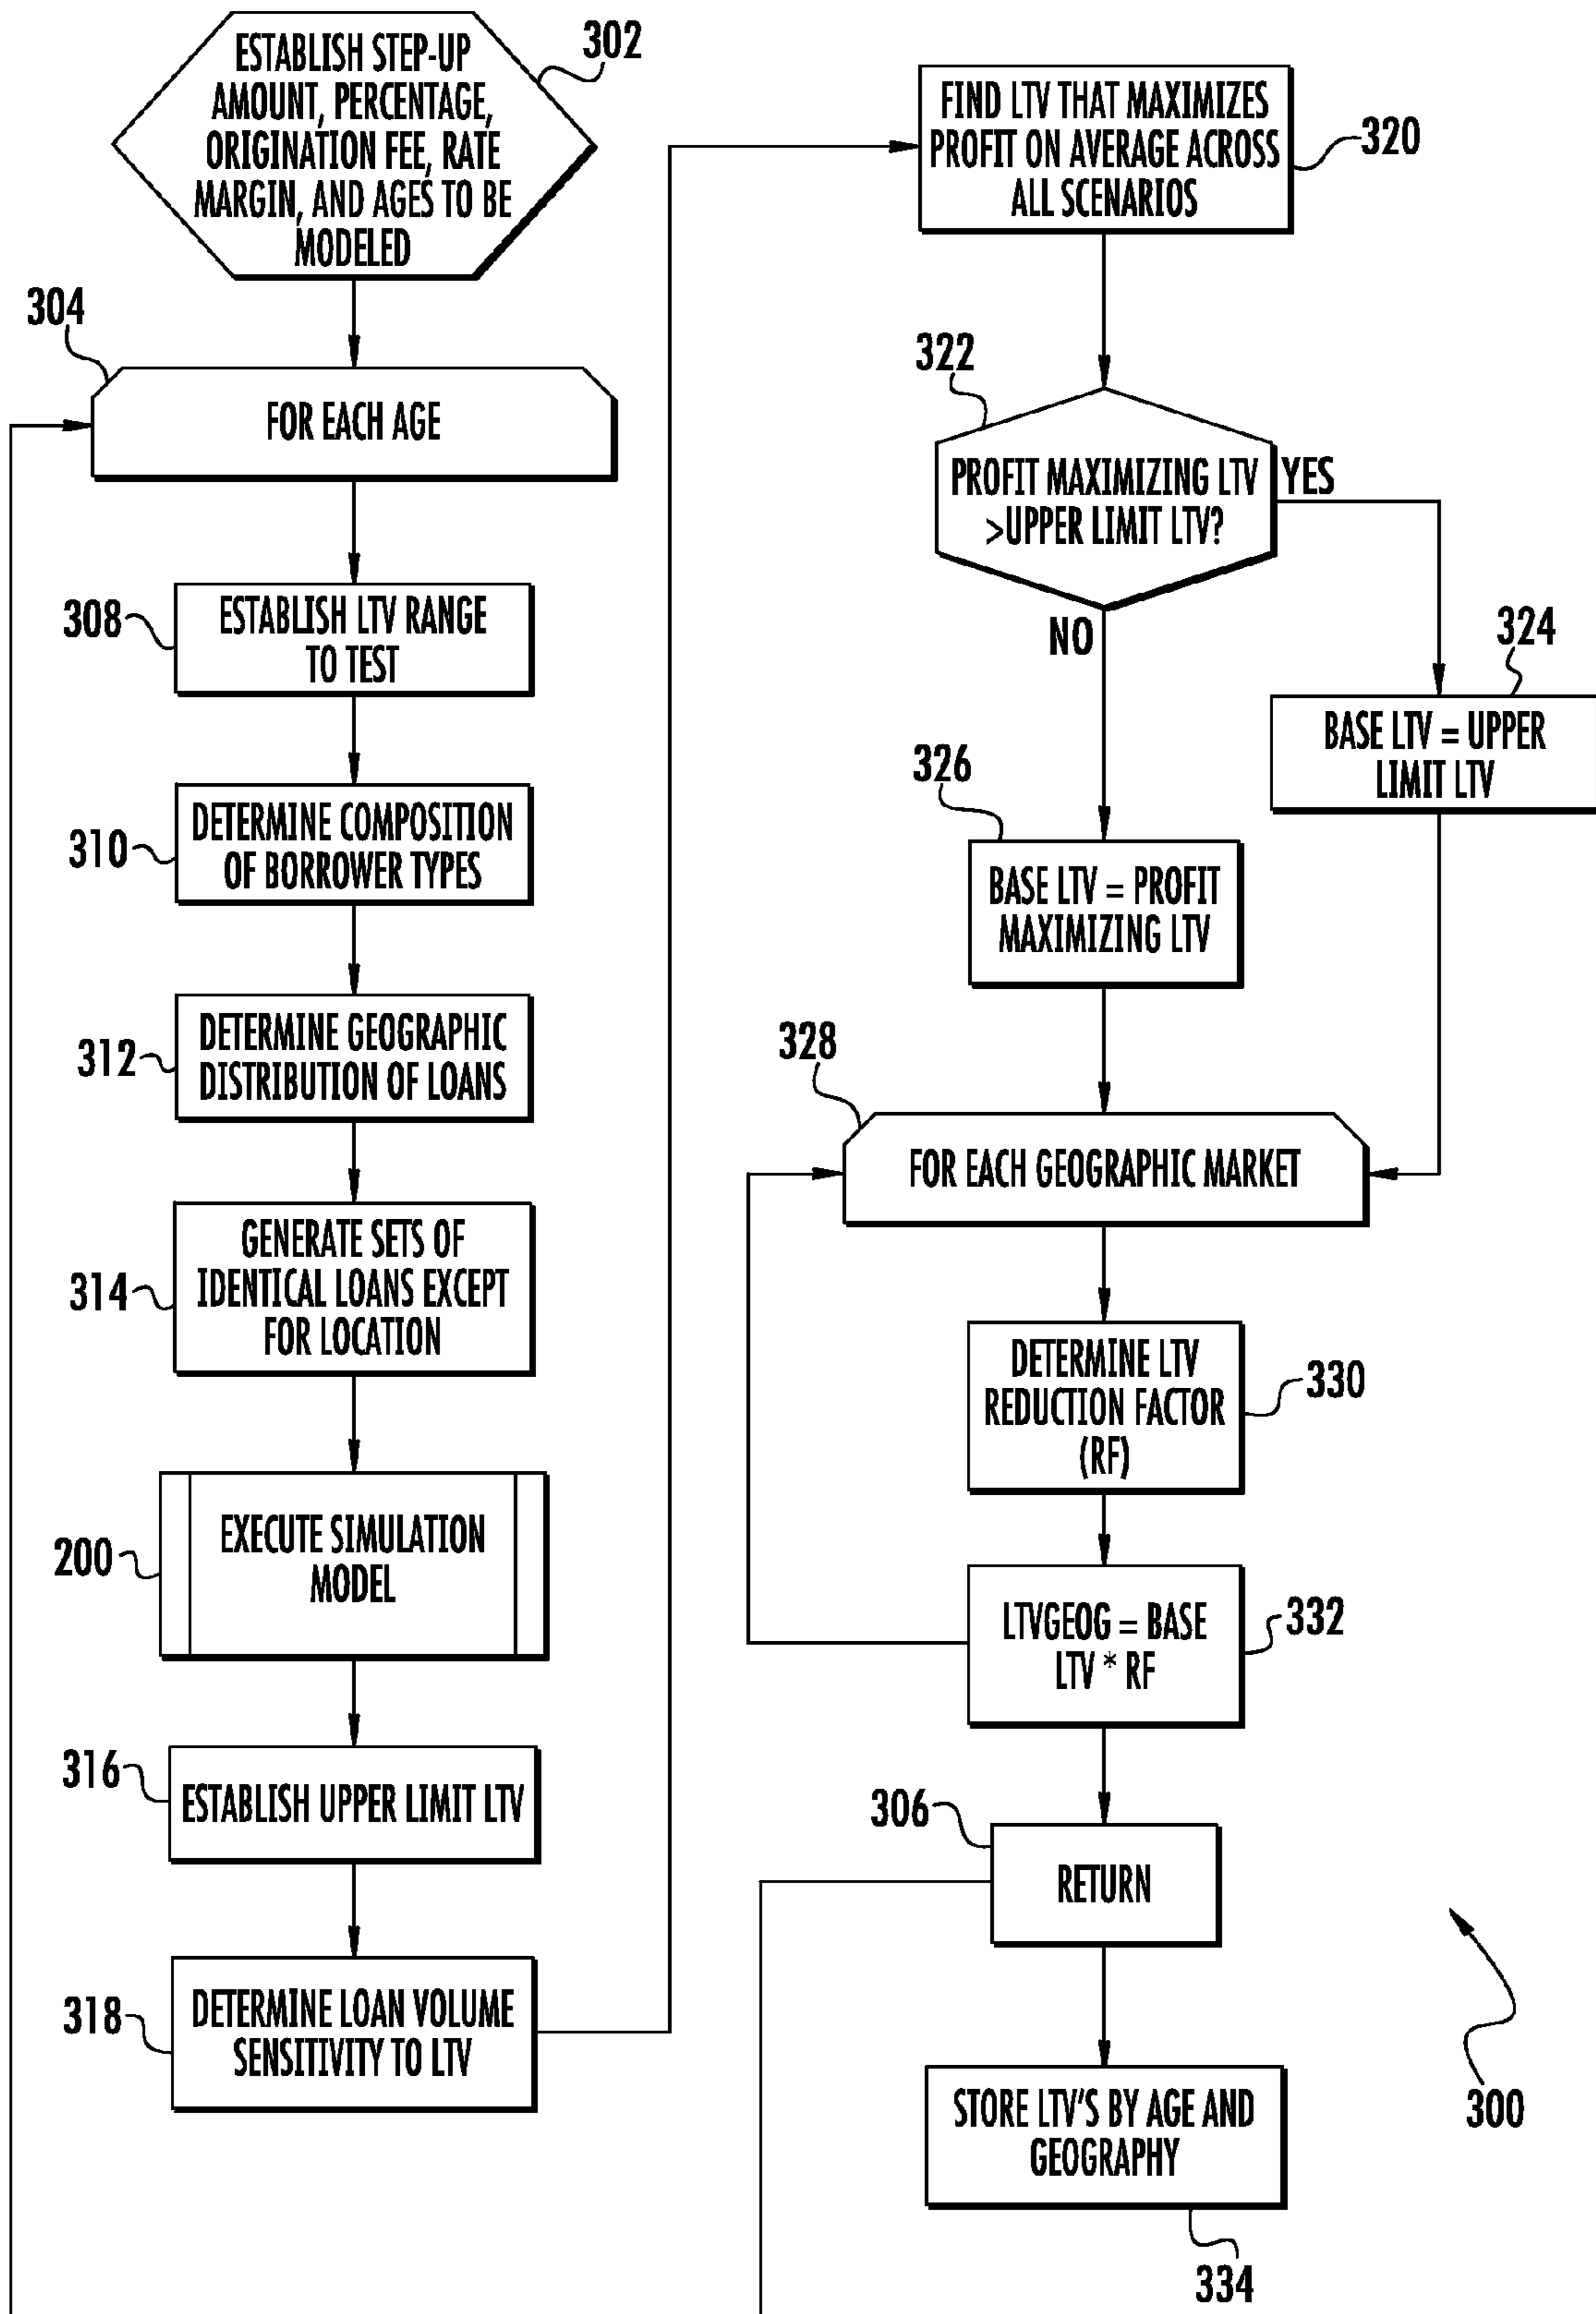 ESTABLISH STEP-UP
AMOUNT, PERCENTAGE,
ORIGINATION FEE, RATE
MARGIN, AND AGES TO BE
MODELED
302
304
FOR EACH AGE
308
ESTABLISH LTV RANGE
TO TEST
310
DETERMINE COMPOSITION
OF BORROWER TYPES
312
DETERMINE GEOGRAPHIC
DISTRIBUTION OF LOANS
314
GENERATE SETS OF
IDENTICAL LOANS EXCEPT
FOR LOCATION
200
EXECUTE SIMULATION
MODEL
316
ESTABLISH UPPER LIMIT LTV
318
DETERMINE LOAN VOLUME
SENSITIVITY TO LTV
FIND LTV THAT MAXIMIZES
PROFIT ON AVERAGE ACROSS
ALL SCENARIOS
320
322
PROFIT MAXIMIZING LTV
>UPPER LIMIT LTV?
YES
NO
324
BASE LTV = UPPER
LIMIT LTV
326
BASE LTV = PROFIT
MAXIMIZING LTV
328
FOR EACH GEOGRAPHIC MARKET
DETERMINE LTV
REDUCTION FACTOR
(RF)
330
LTVGEOG = BASE
LTV * RF
332
306
RETURN
STORE LTV'S BY AGE AND
GEOGRAPHY
334
300